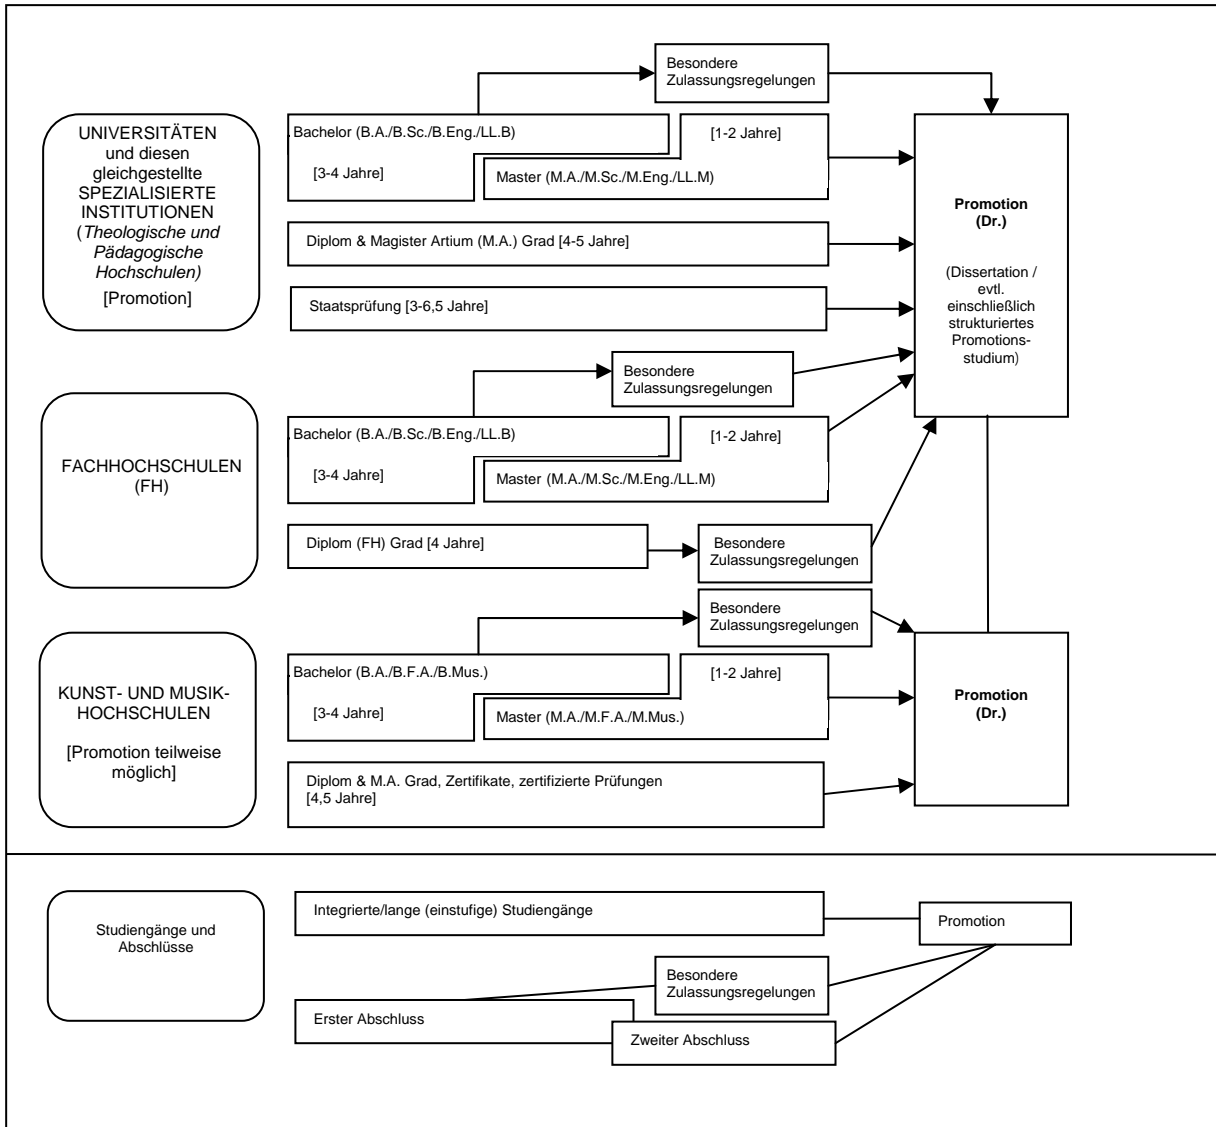 Besondere
Zulassungsregelungen
UNIVERSITÄTEN
und diesen
gleichgestellte
SPEZIALISIERTE
INSTITUTIONEN
(Theologische und
Pädagogische
Hochschulen)
[Promotion]
Bachelor (B.A./B.Sc./B.Eng./LL.B)
[3-4 Jahre]
[1-2 Jahre]
Master (M.A./M.Sc./M.Eng./LL.M)
Diplom & Magister Artium (M.A.) Grad [4-5 Jahre]
Staatsprüfung [3-6,5 Jahre]
Promotion
(Dr.)
(Dissertation /
evtl.
einschließlich
strukturiertes
Promotions-
studium)
FACHHOCHSCHULEN
(FH)
Besondere
Zulassungsregelungen
Bachelor (B.A./B.Sc./B.Eng./LL.B)
[3-4 Jahre]
[1-2 Jahre]
Master (M.A./M.Sc./M.Eng./LL.M)
Diplom (FH) Grad [4 Jahre]
Besondere
Zulassungsregelungen
KUNST- UND MUSIK-
HOCHSCHULEN
[Promotion teilweise
möglich]
Besondere
Zulassungsregelungen
Bachelor (B.A./B.F.A./B.Mus.)
[3-4 Jahre]
[1-2 Jahre]
Master (M.A./M.F.A./M.Mus.)
Diplom & M.A. Grad, Zertifikate, zertifizierte Prüfungen
[4,5 Jahre]
Promotion
(Dr.)
Studiengänge und
Abschlüsse
Integrierte/lange (einstufige) Studiengänge
Promotion
Besondere
Zulassungsregelungen
Erster Abschluss
Zweiter Abschluss